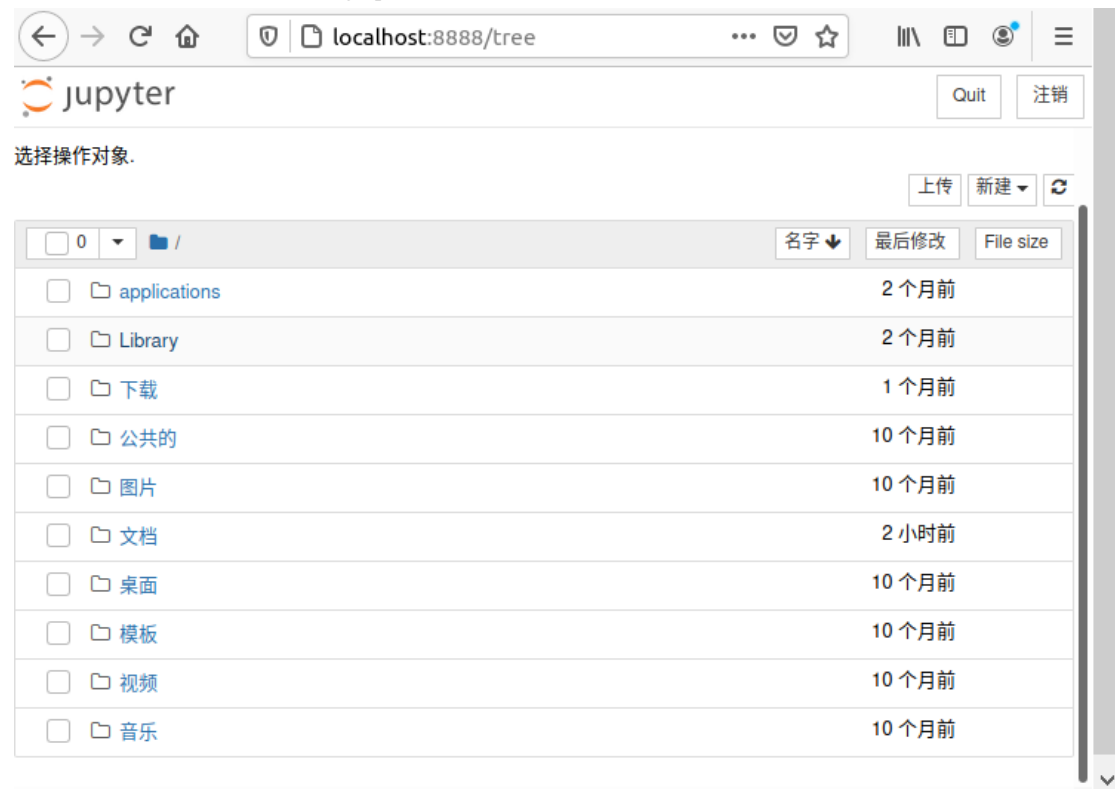 localhost:8888/tree
jupyter
Quit 注销
选择操作对象.
上传 新建
0 / 名字 最后修改 File size
applications 2 个月前
Library 2 个月前
下载 1 个月前
公共的 10 个月前
图片 10 个月前
文档 2 小时前
桌面 10 个月前
模板 10 个月前
视频 10 个月前
音乐 10 个月前